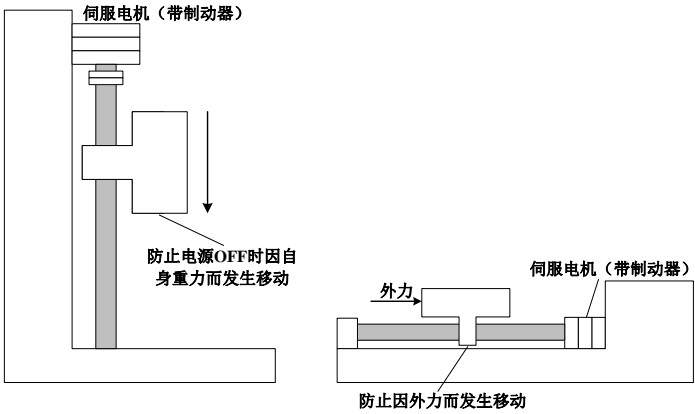 伺服电机（带制动器）
防止电源OFF时因自
身重力而发生移动
伺服电机（带制动器）
外力
防止因外力而发生移动